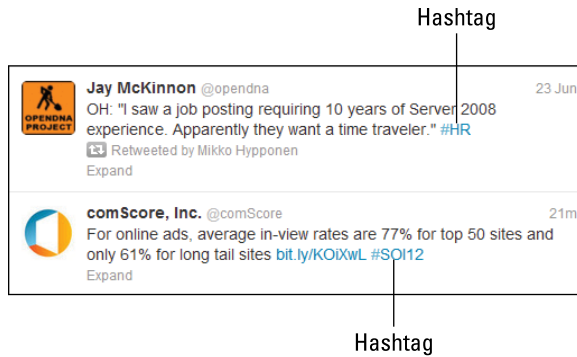 Hashtag
Jay McKinnon @opendna 23 Jun
OH: "I saw a job posting requiring 10 years of Server 2008
experience. Apparently they want a time traveler." #HR
Retweeted by Mikko Hypponen
Expand
OPENDNA
PROJECT
comScore, Inc. @comScore 21m
For online ads, average in-view rates are 77% for top 50 sites and
only 61% for long tail sites bit.ly/KOiXwL #SOI12
Expand
Hashtag